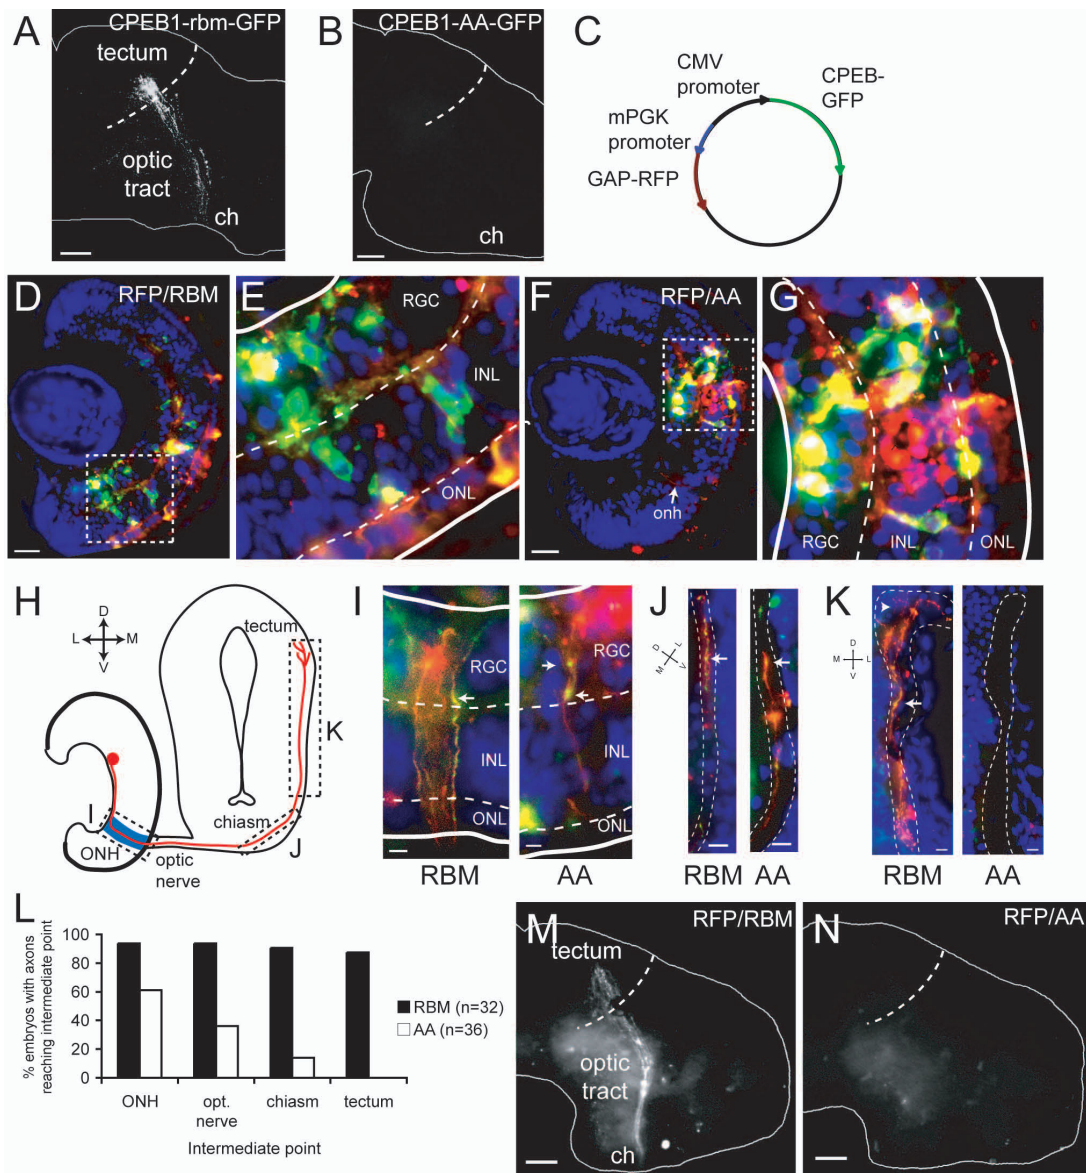 A
CPEB1-rbm-GFP
tectum
optic
tract
ch
B
CPEB1-AA-GFP
ch
C
CMV
promoter
CPEB-
GFP
mPGK
promoter
GAP-RFP
D
RFP/RBM
E
RGC
INL
ONL
F
RFP/AA
onh
G
RGC
INL
ONL
H
D
L
M
V
tectum
K
chiasm
I
ONH
optic
nerve
J
I
RGC
INL
ONL
RBM
RGC
INL
ONL
AA
J
D
L
M
V
RBM
AA
K
D
M
L
V
RBM
AA
L
% embryos with axons
reaching intermediate point
100
80
60
40
20
0
ONH
opt.
nerve
chiasm
tectum
Intermediate point
RBM (n=32)
AA (n=36)
M
RFP/RBM
tectum
optic
tract
ch
N
RFP/AA